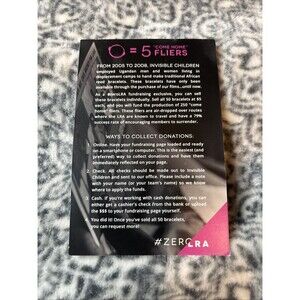 = 5 "COME HOME"
FLIERS
FROM 2005 TO 2008, INVISIBLE CHILDREN
employed Ugandan men and women living in
displacement camps to hand make traditional African
reed bracelets. These bracelets have only been
available through the purchase of our films...until now.
As a #zeroLRA fundraising exclusive, you can sell
these bracelets individually. Sell all 50 bracelets at $5
each, and you will fund the production of 250 "come
home" fliers. These fliers are air-dropped over routes
where the LRA are known to travel and have a 79%
success rate of encouraging members to surrender.
WAYS TO COLLECT DONATIONS:
1. Online. Have your fundraising page loaded and ready
on a smartphone or computer. This is the easiest (and
preferred) way to collect donations and have them
immediately reflected on your page.
2. Check. All checks should be made out to Invisible
Children and sent to our office. Please include a note
with your name (or your team's name) so we know
where to apply the funds.
3. Cash. If you're working with cash donations, you can
either get a cashier's check from the bank or upload
the $$$ to your fundraising page yourself.
4. You did it! Once you've sold all 50 bracelets,
you can request more!
#ZEROLRA